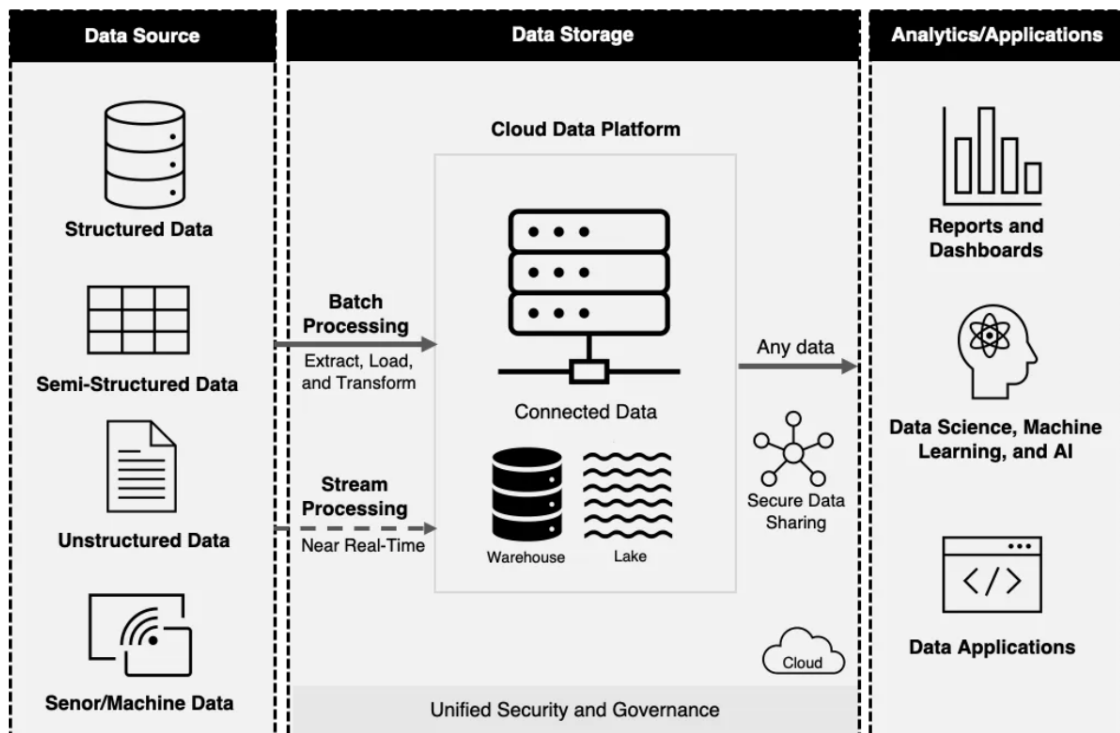 Data Source
Structured Data
Semi-Structured Data
Unstructured Data
Senor/Machine Data
Data Storage
Cloud Data Platform
Batch
Processing
Extract, Load,
and Transform
Stream
Processing
Near Real-Time
Connected Data
Warehouse
Lake
Any data
Secure Data
Sharing
Cloud
Unified Security and Governance
Analytics/Applications
Reports and
Dashboards
Data Science, Machine
Learning, and AI
</>
Data Applications